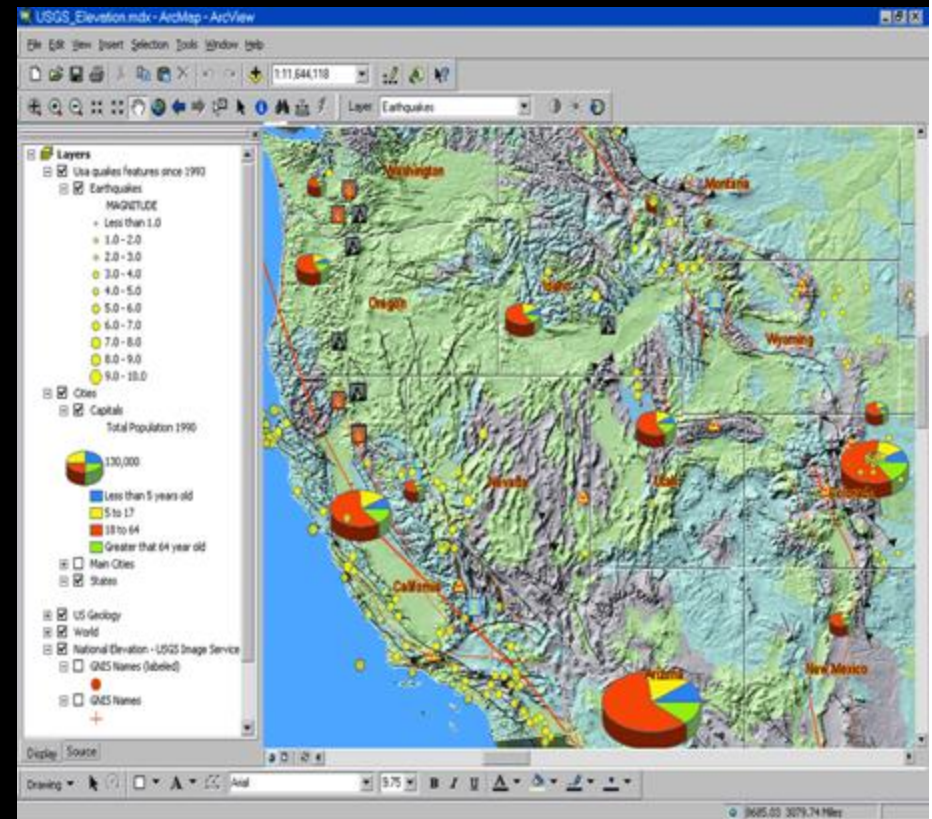 USGS_Elevation.mdx - ArcMap - ArcView
File Edit View Insert Selection Tools Window Help
1:11,644,118
Layer: Earthquakes
Layers
Usa quakes features since 1990
Earthquakes
MAGNITUDE
Less than 1.0
1.0 - 2.0
2.0 - 3.0
3.0 - 4.0
4.0 - 5.0
5.0 - 6.0
6.0 - 7.0
7.0 - 8.0
8.0 - 9.0
9.0 - 10.0
Cities
Capitals
Total Population 1990
130,000
Less than 5 years old
5 to 17
18 to 64
Greater that 64 year old
Main Cities
States
US Geology
World
National Elevation - USGS Image Service
GNIS Names (labeled)
GNIS Names
Display Source
Washington
Montana
Oregon
Idaho
Wyoming
Nevada
Utah
Colorado
California
Arizona
New Mexico
Drawing A Arial 9.75 B I U A
3079.74 Miles